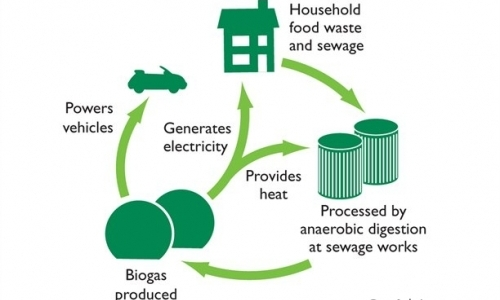 Household
food waste
and sewage
Powers
vehicles
Generates
electricity
Provides
heat
Processed by
anaerobic digestion
at sewage works
Biogas
produced